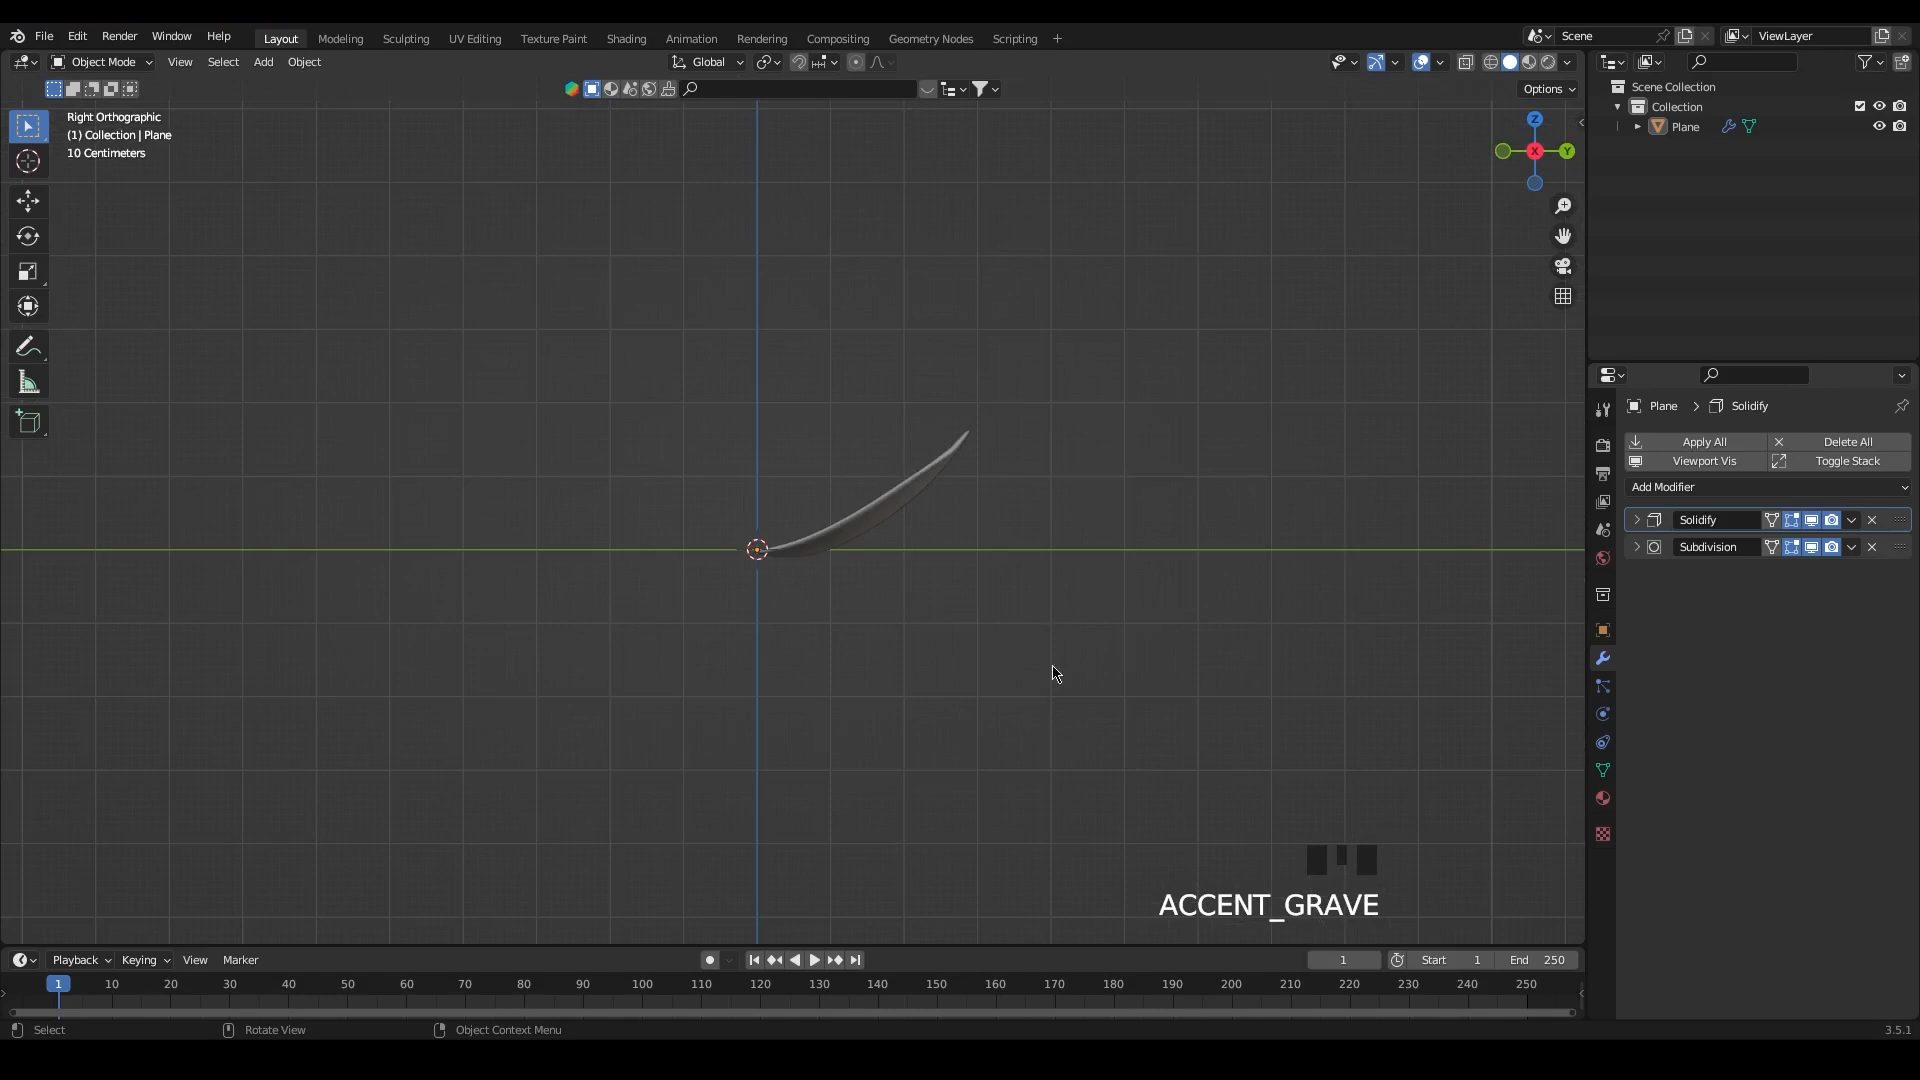 File Edit Render Window Help Layout Modeling Sculpting UV Editing Texture Paint Shading Animation Rendering Compositing Geometry Nodes Scripting + Scene ViewLayer
Object Mode View Select Add Object Global
Options
Right Orthographic
(1) Collection | Plane
10 Centimeters
Z
X
Y
Scene Collection
Collection
Plane
Plane > Solidify
Apply All Delete All
Viewport Vis Toggle Stack
Add Modifier
Solidify
Subdivision
ACCENT_GRAVE
Playback Keying View Marker 1 Start 1 End 250
1 10 20 30 40 50 60 70 80 90 100 110 120 130 140 150 160 170 180 190 200 210 220 230 240 250
Select Rotate View Object Context Menu 3.5.1